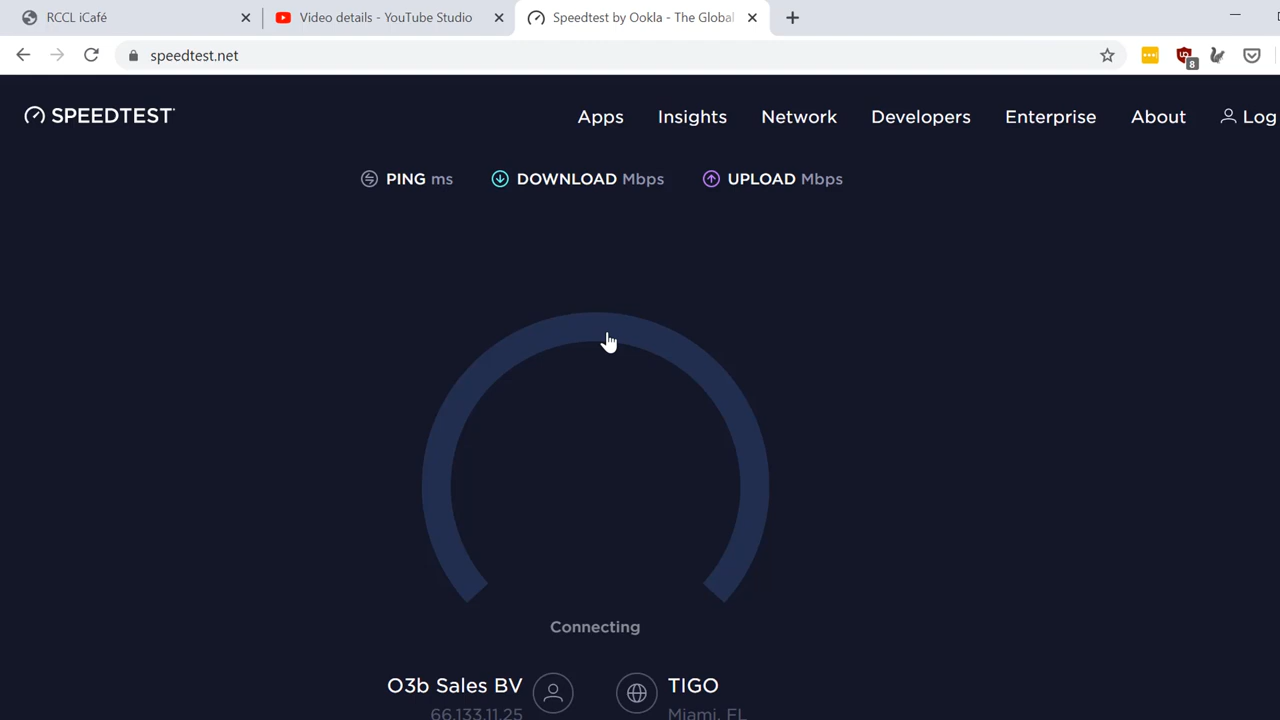 RCCL iCafé
Video details - YouTube Studio
Speedtest by Ookla - The Global
speedtest.net
8
SPEEDTEST
Apps Insights Network Developers Enterprise About Log
PING ms DOWNLOAD Mbps UPLOAD Mbps
Connecting
O3b Sales BV TIGO
66.133.11.25 Miami, FL